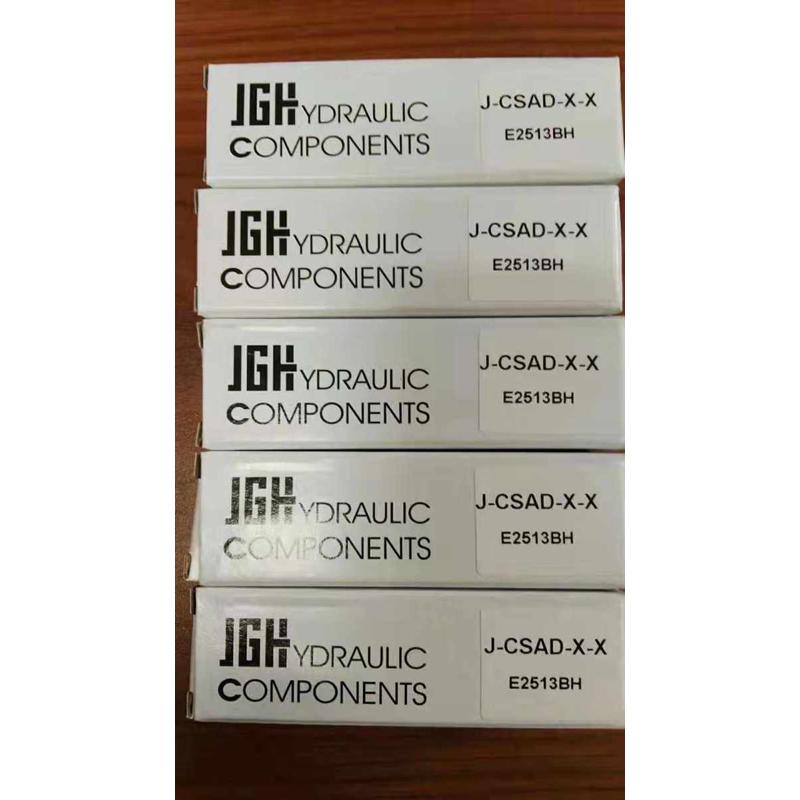 JGHYDRAULIC
COMPONENTS
J-CSAD-X-X
E2513BH
JGHYDRAULIC
COMPONENTS
J-CSAD-X-X
E2513BH
JGHYDRAULIC
COMPONENTS
J-CSAD-X-X
E2513BH
JGHYDRAULIC
COMPONENTS
J-CSAD-X-X
E2513BH
JGHYDRAULIC
COMPONENTS
J-CSAD-X-X
E2513BH